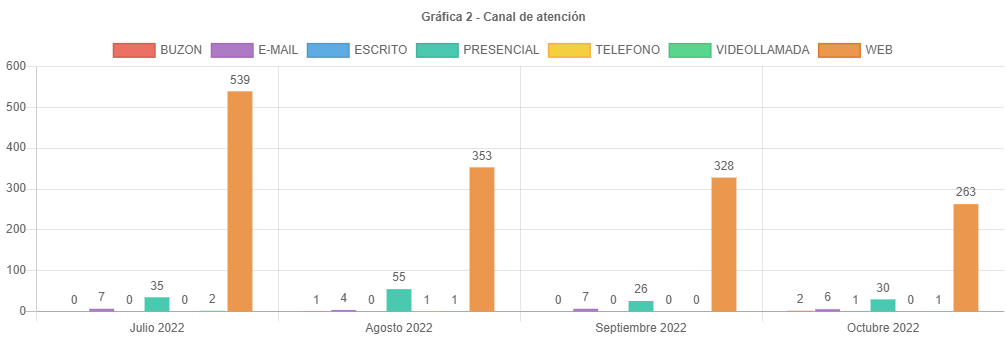 Gráfica 2 - Canal de atención
BUZON E-MAIL ESCRITO PRESENCIAL TELEFONO VIDEOLLAMADA WEB
600
500
400
300
200
100
0
0 7 0 35 0 2 539
1 4 0 55 1 1 353
0 7 0 26 0 0 328
2 6 1 30 0 1 263
Julio 2022 Agosto 2022 Septiembre 2022 Octubre 2022